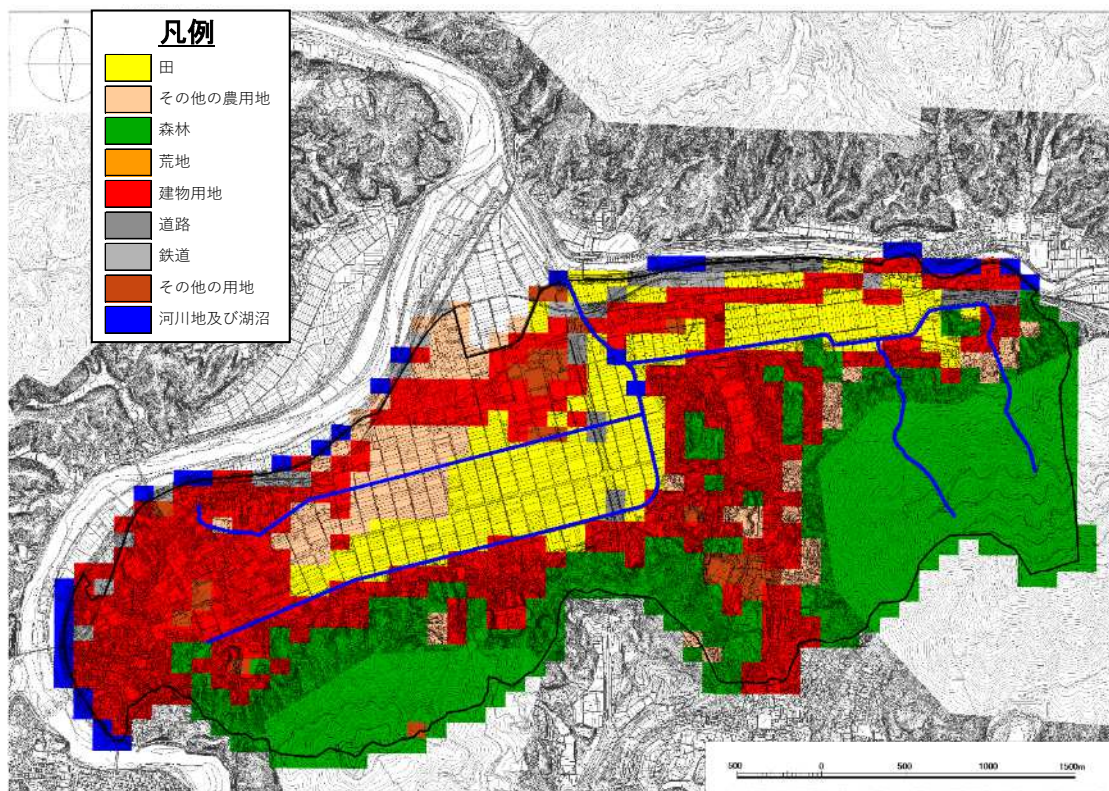 凡例
田
その他の農用地
森林
荒地
建物用地
道路
鉄道
その他の用地
河川地及び湖沼
500 0 500 1000 1500m